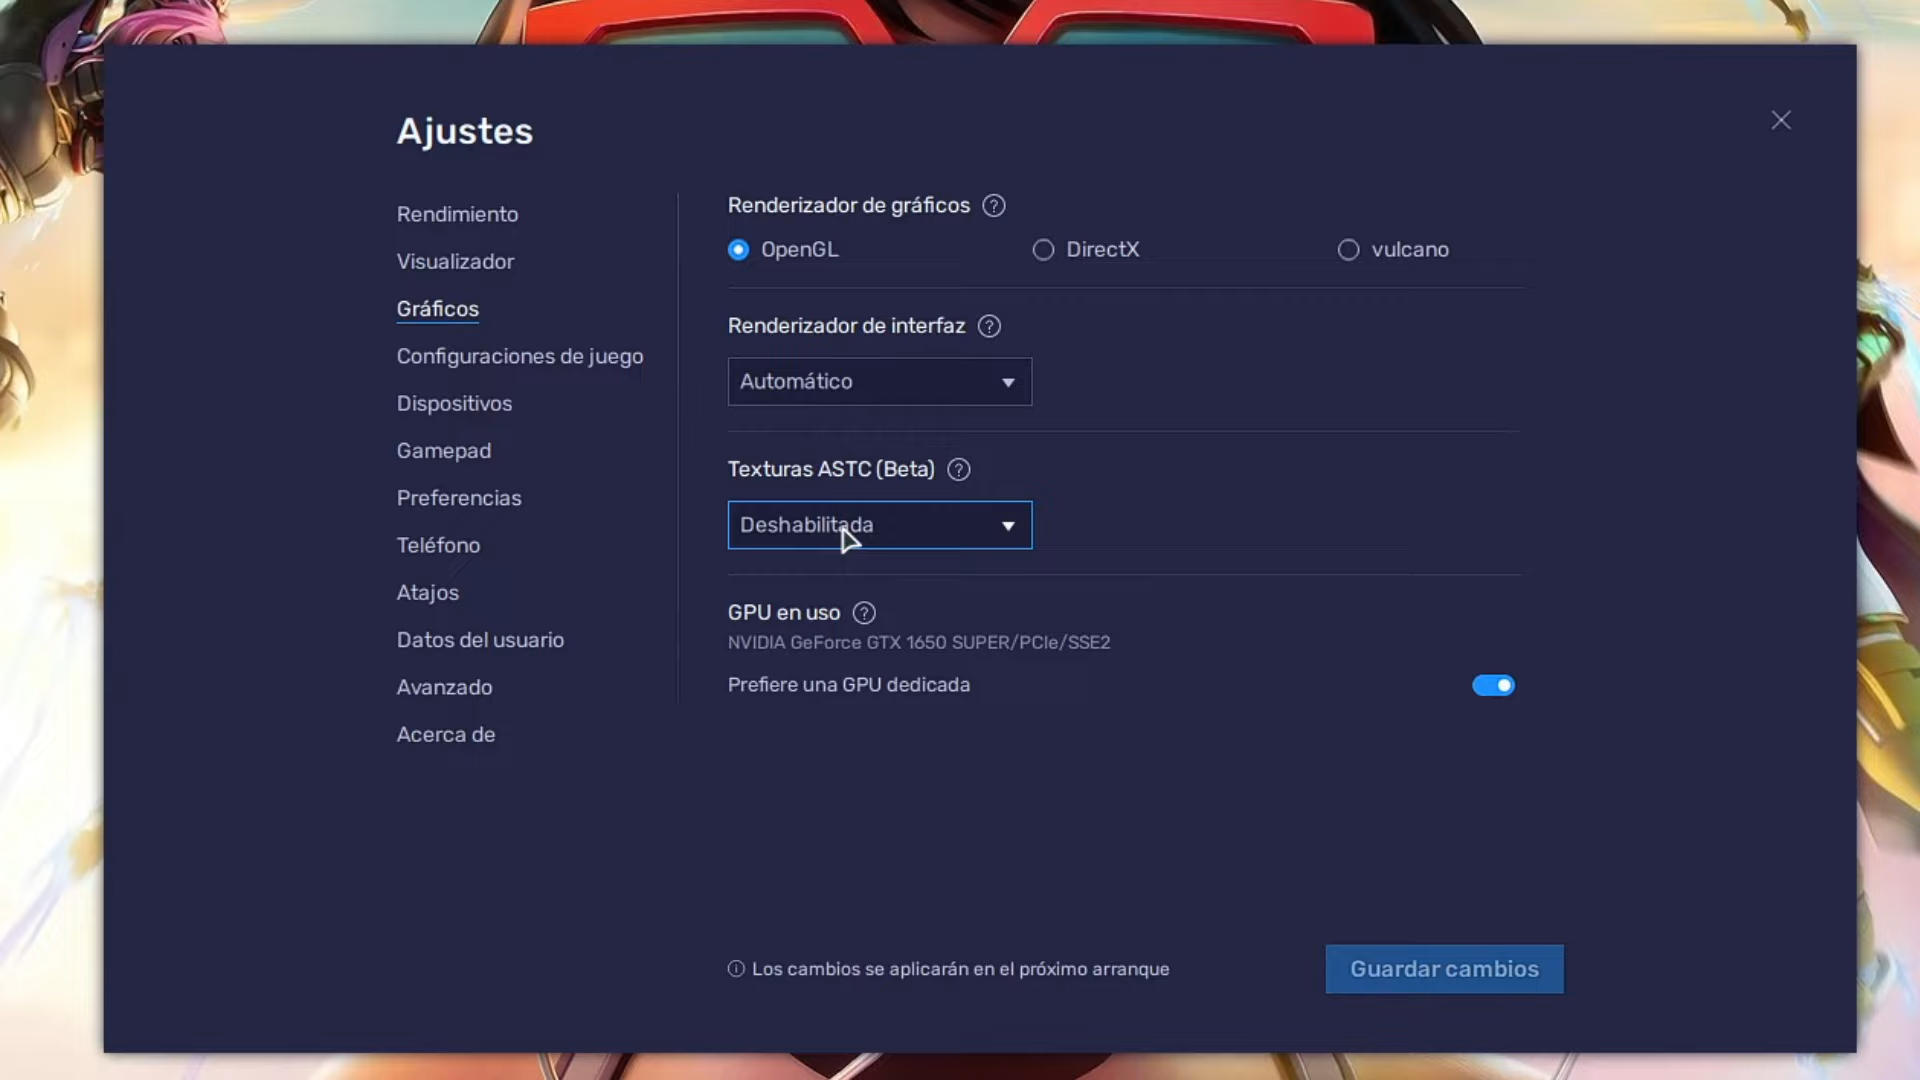 Ajustes
Rendimiento
Visualizador
Gráficos
Configuraciones de juego
Dispositivos
Gamepad
Preferencias
Teléfono
Atajos
Datos del usuario
Avanzado
Acerca de
Renderizador de gráficos ?
OpenGL
DirectX
vulcano
Renderizador de interfaz ?
Automático
Texturas ASTC (Beta) ?
Deshabilitada
GPU en uso ?
NVIDIA GeForce GTX 1650 SUPER/PCIe/SSE2
Prefiere una GPU dedicada
Los cambios se aplicarán en el próximo arranque
Guardar cambios